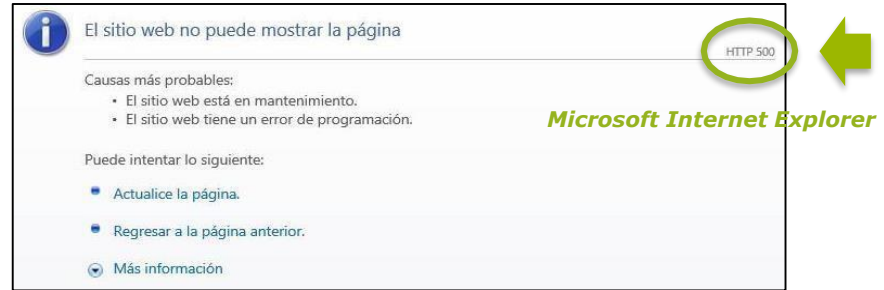 El sitio web no puede mostrar la página
HTTP 500
Causas más probables:
• El sitio web está en mantenimiento.
• El sitio web tiene un error de programación.
Microsoft Internet Explorer
Puede intentar lo siguiente:
Actualice la página.
Regresar a la página anterior.
Más información